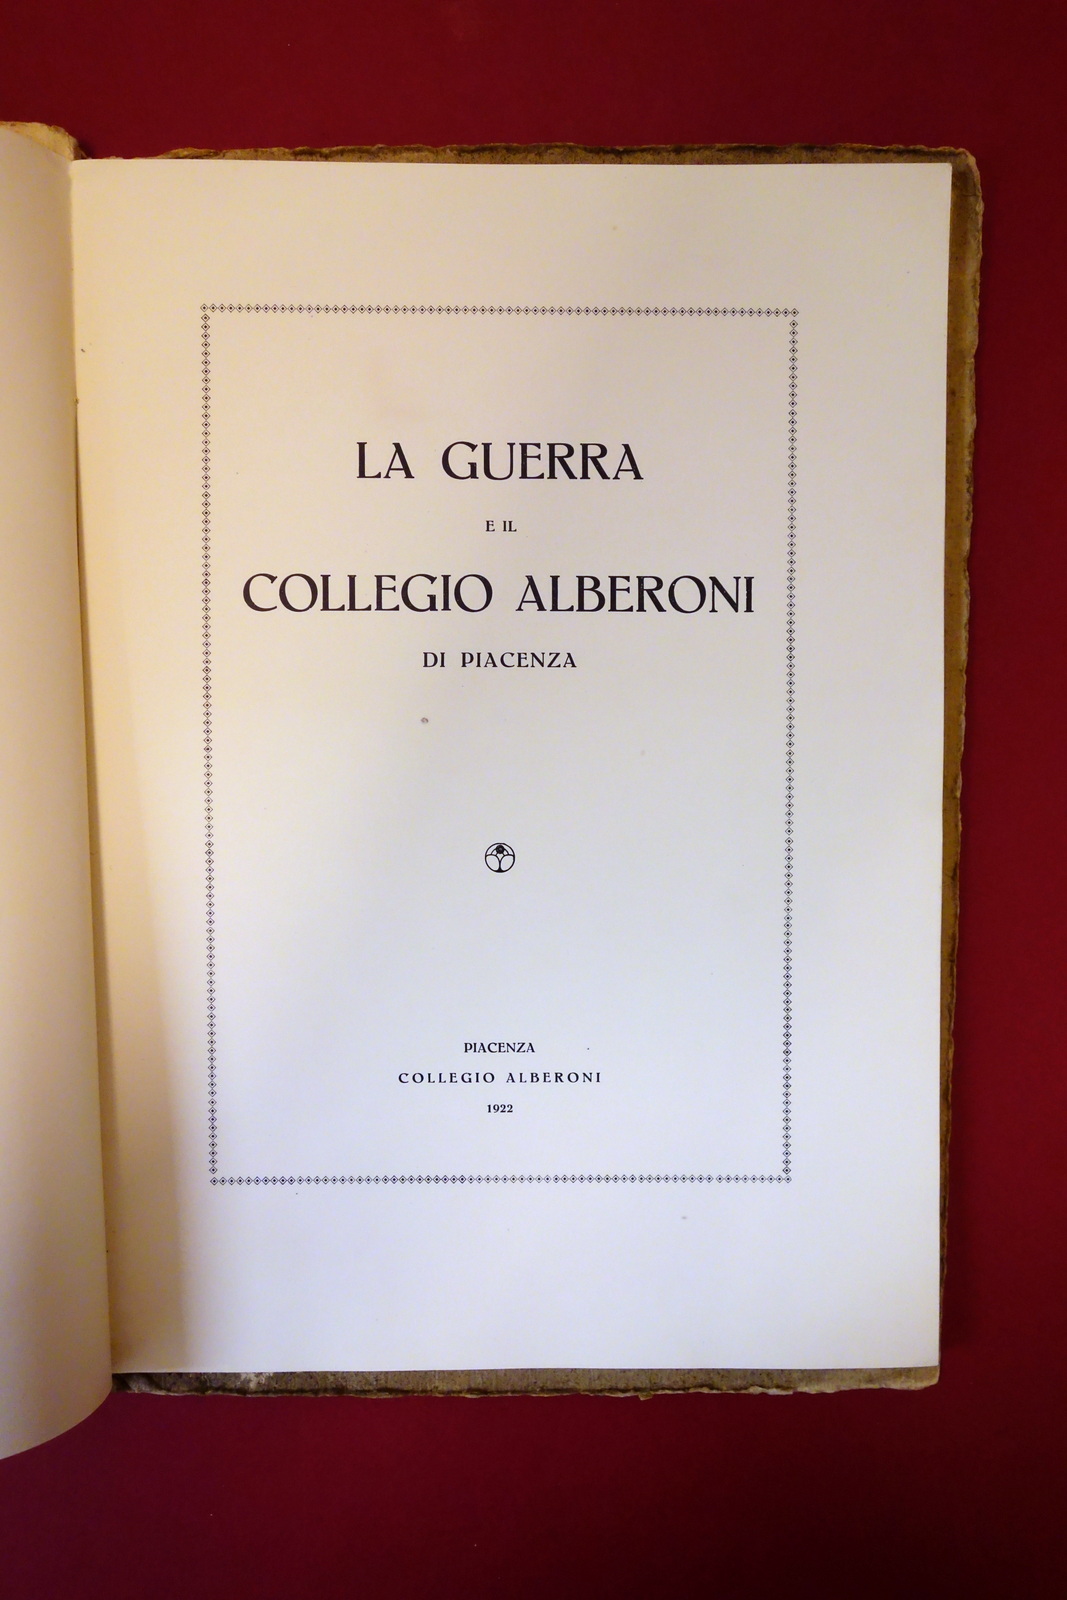 LA GUERRA
E IL
COLLEGIO ALBERONI
DI PIACENZA
PIACENZA
COLLEGIO ALBERONI
1922